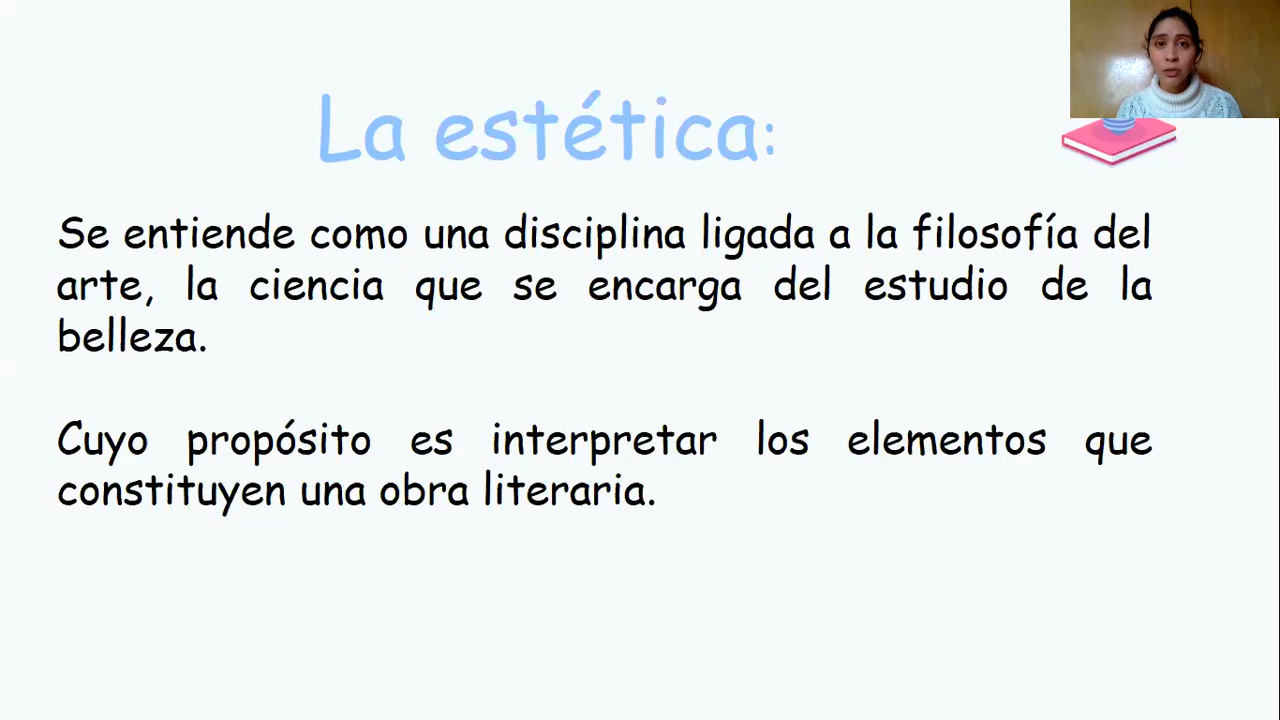 La estética:
Se entiende como una disciplina ligada a la filosofía del
arte, la ciencia que se encarga del estudio de la
belleza.
Cuyo propósito es interpretar los elementos que
constituyen una obra literaria.